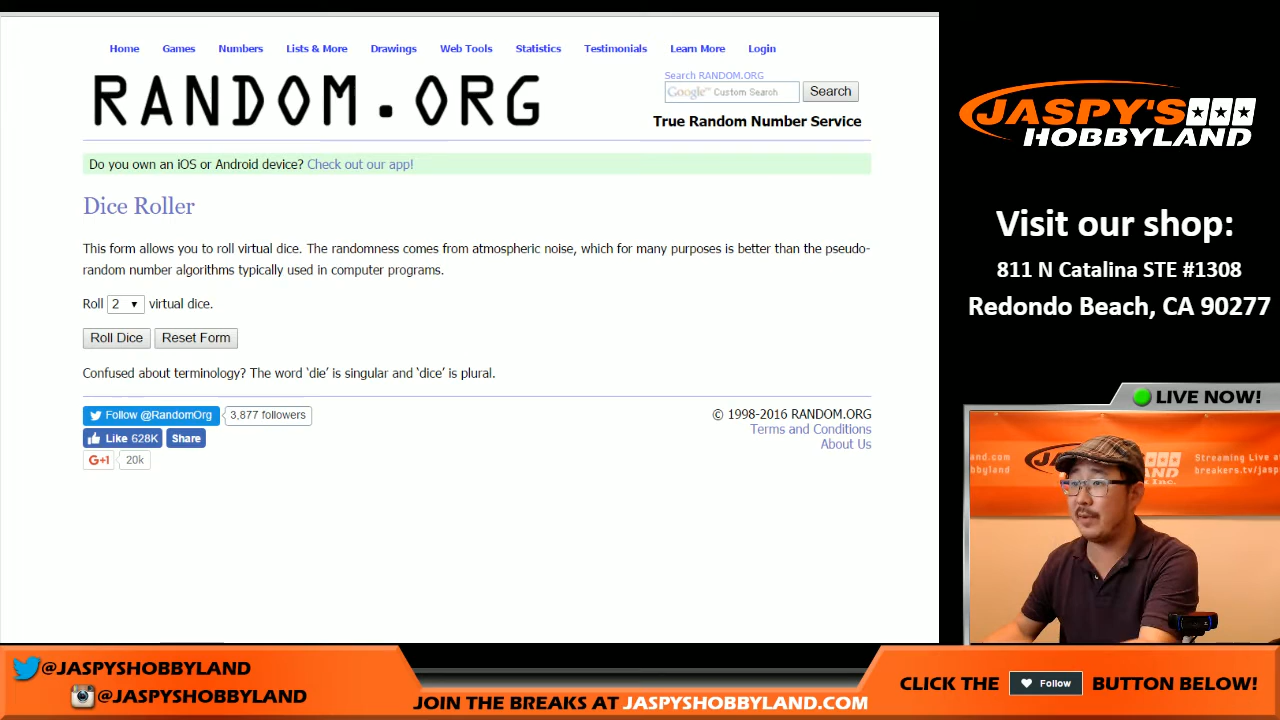 Home Games Numbers Lists & More Drawings Web Tools Statistics Testimonials Learn More Login
RANDOM.ORG
Search RANDOM.ORG
Google™ Custom Search Search
True Random Number Service
Do you own an iOS or Android device? Check out our app!
Dice Roller
This form allows you to roll virtual dice. The randomness comes from atmospheric noise, which for many purposes is better than the pseudo-
random number algorithms typically used in computer programs.
Roll 2 virtual dice.
Roll Dice Reset Form
Confused about terminology? The word ‘die’ is singular and ‘dice’ is plural.
Follow @RandomOrg 3,877 followers
Like 628K Share
G+1 20k
© 1998-2016 RANDOM.ORG
Terms and Conditions
About Us
JASPY'S
HOBBYLAND
Visit our shop:
811 N Catalina STE #1308
Redondo Beach, CA 90277
LIVE NOW!
Streaming Live
breakers.tv/jasp
@JASPYSHOBBYLAND
@JASPYSHOBBYLAND
JOIN THE BREAKS AT JASPYSHOBBYLAND.COM
CLICK THE Follow BUTTON BELOW!